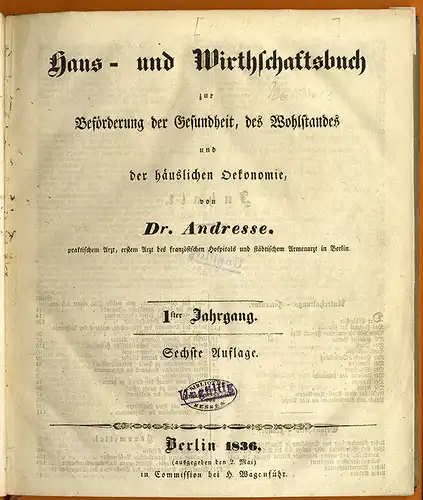 Haus- und Wirthschaftsbuch
zur
Beförderung der Gesundheit, des Wohlstandes
und
der häuslichen Oekonomie,
von
Dr. Andresse.
praktischem Arzt, erstem Arzt des französischen Hospitals und städtischem Armenarzt in Berlin.
1ster Jahrgang.
Sechste Auflage.
Berlin 1836,
(ausgegeben den 2. Mai)
in Commission bei H. Wagenführ.